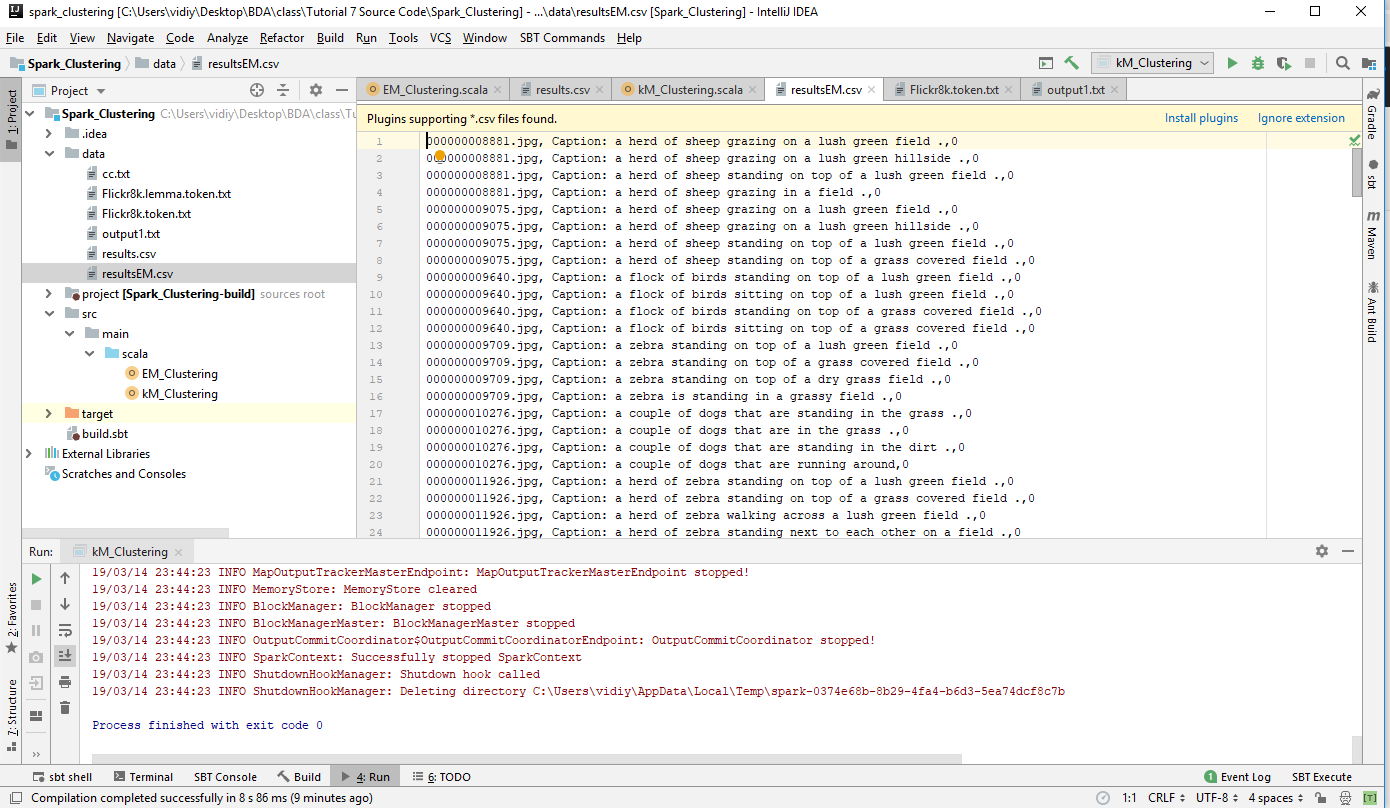 spark_clustering [C:\Users\vidiy\Desktop\BDA\class\Tutorial 7 Source Code\Spark_Clustering] - ...\data\resultsEM.csv [Spark_Clustering] - IntelliJ IDEA
File Edit View Navigate Code Analyze Refactor Build Run Tools VCS Window SBT Commands Help
Spark_Clustering data resultsEM.csv kM_Clustering
Project EM_Clustering.scala results.csv kM_Clustering.scala resultsEM.csv Flickr8k.token.txt output1.txt
1: Project
Spark_Clustering C:\Users\vidiy\Desktop\BDA\class\Tu
.idea
data
cc.txt
Flickr8k.lemma.token.txt
Flickr8k.token.txt
output1.txt
results.csv
resultsEM.csv
project [Spark_Clustering-build] sources root
src
main
scala
EM_Clustering
kM_Clustering
target
build.sbt
External Libraries
Scratches and Consoles
Plugins supporting *.csv files found. Install plugins Ignore extension
1 000000008881.jpg, Caption: a herd of sheep grazing on a lush green field .,0
2 000000008881.jpg, Caption: a herd of sheep grazing on a lush green hillside .,0
3 000000008881.jpg, Caption: a herd of sheep standing on top of a lush green field .,0
4 000000008881.jpg, Caption: a herd of sheep grazing in a field .,0
5 000000009075.jpg, Caption: a herd of sheep grazing on a lush green field .,0
6 000000009075.jpg, Caption: a herd of sheep grazing on a lush green hillside .,0
7 000000009075.jpg, Caption: a herd of sheep standing on top of a lush green field .,0
8 000000009075.jpg, Caption: a herd of sheep standing on top of a grass covered field .,0
9 000000009640.jpg, Caption: a flock of birds standing on top of a lush green field .,0
10 000000009640.jpg, Caption: a flock of birds sitting on top of a lush green field .,0
11 000000009640.jpg, Caption: a flock of birds standing on top of a grass covered field .,0
12 000000009640.jpg, Caption: a flock of birds sitting on top of a grass covered field .,0
13 000000009709.jpg, Caption: a zebra standing on top of a lush green field .,0
14 000000009709.jpg, Caption: a zebra standing on top of a grass covered field .,0
15 000000009709.jpg, Caption: a zebra standing on top of a dry grass field .,0
16 000000009709.jpg, Caption: a zebra is standing in a grassy field .,0
17 000000010276.jpg, Caption: a couple of dogs that are standing in the grass .,0
18 000000010276.jpg, Caption: a couple of dogs that are in the grass .,0
19 000000010276.jpg, Caption: a couple of dogs that are standing in the dirt .,0
20 000000010276.jpg, Caption: a couple of dogs that are running around,0
21 000000011926.jpg, Caption: a herd of zebra standing on top of a lush green field .,0
22 000000011926.jpg, Caption: a herd of zebra standing on top of a grass covered field .,0
23 000000011926.jpg, Caption: a herd of zebra walking across a lush green field .,0
24 000000011926.jpg, Caption: a herd of zebra standing next to each other on a field .,0
Gradle
sbt
m Maven
Ant Build
Run: kM_Clustering
19/03/14 23:44:23 INFO MapOutputTrackerMasterEndpoint: MapOutputTrackerMasterEndpoint stopped!
19/03/14 23:44:23 INFO MemoryStore: MemoryStore cleared
19/03/14 23:44:23 INFO BlockManager: BlockManager stopped
19/03/14 23:44:23 INFO BlockManagerMaster: BlockManagerMaster stopped
19/03/14 23:44:23 INFO OutputCommitCoordinator$OutputCommitCoordinatorEndpoint: OutputCommitCoordinator stopped!
19/03/14 23:44:23 INFO SparkContext: Successfully stopped SparkContext
19/03/14 23:44:23 INFO ShutdownHookManager: Shutdown hook called
19/03/14 23:44:23 INFO ShutdownHookManager: Deleting directory C:\Users\vidiy\AppData\Local\Temp\spark-0374e68b-8b29-4fa4-b6d3-5ea74dcf8c7b
Process finished with exit code 0
2: Favorites
7: Structure
sbt shell Terminal SBT Console Build 4: Run 6: TODO 1 Event Log SBT Execute
Compilation completed successfully in 8 s 86 ms (9 minutes ago) 1:1 CRLF UTF-8 4 spaces [T]